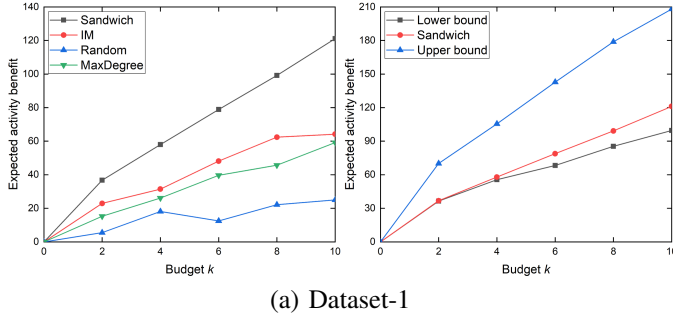 140
120
100
80
60
40
20
0
Expected activity benefit
Sandwich
IM
Random
MaxDegree
0 2 4 6 8 10
Budget k
210
180
150
120
90
60
30
0
Expected activity benefit
Lower bound
Sandwich
Upper bound
0 2 4 6 8 10
Budget k
(a) Dataset-1